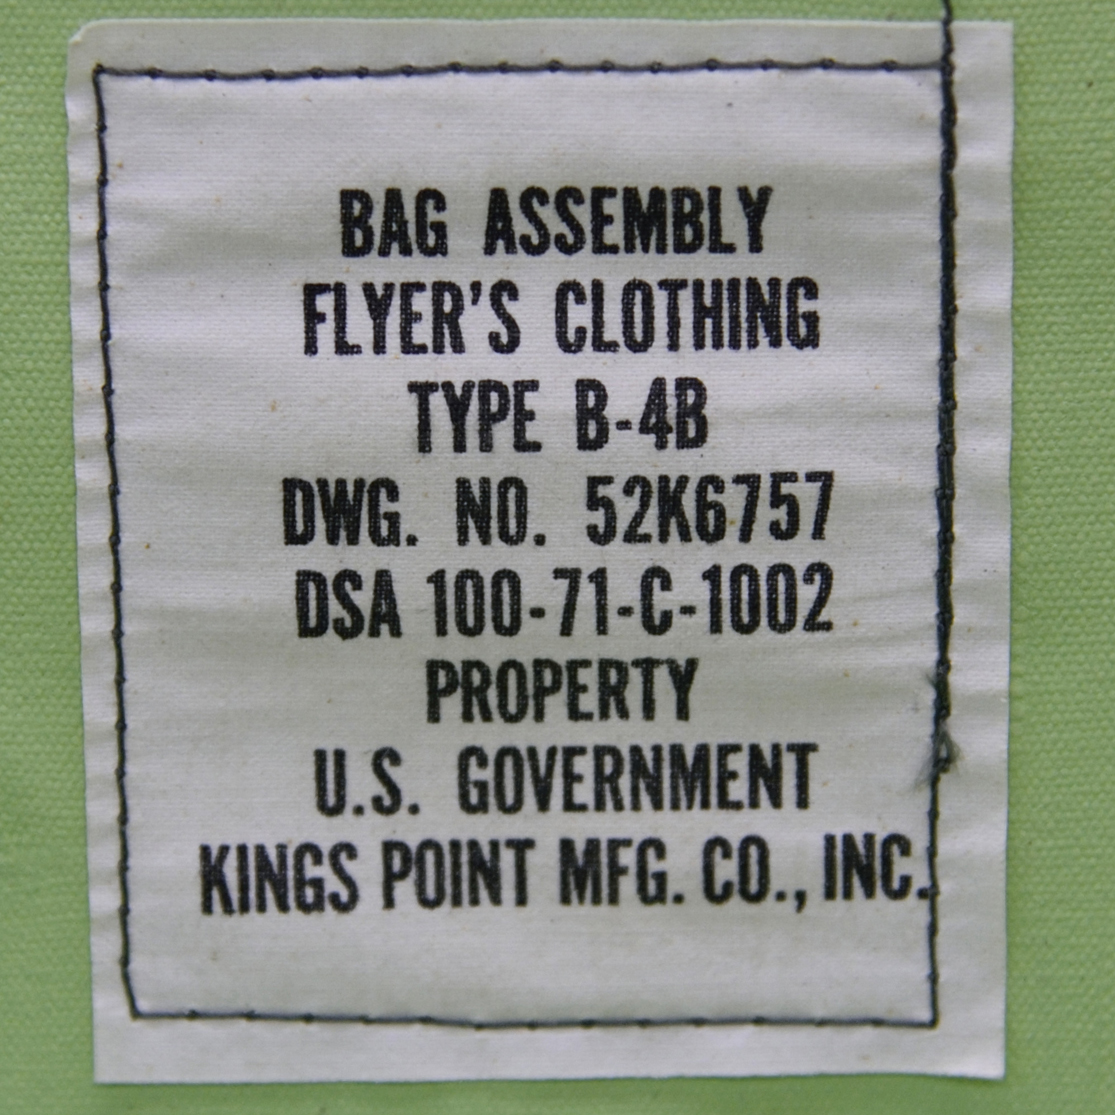 BAG ASSEMBLY
FLYER'S CLOTHING
TYPE B-4B
DWG. NO. 52K6757
DSA 100-71-C-1002
PROPERTY
U.S. GOVERNMENT
KINGS POINT MFG. CO., INC.